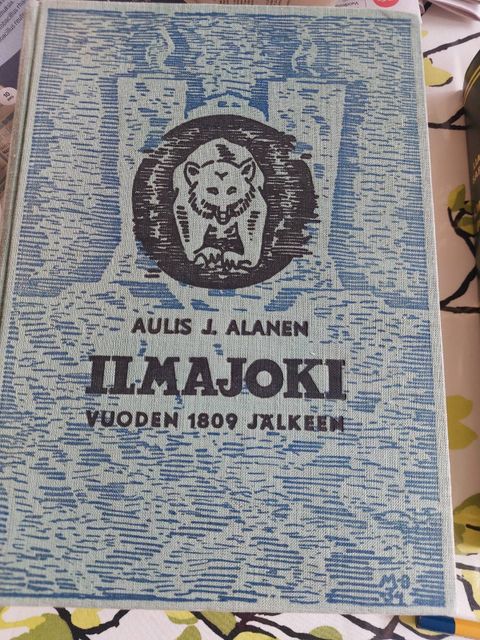 AULIS J. ALANEN
ILMAJOKI
VUODEN 1809 JÄLKEEN